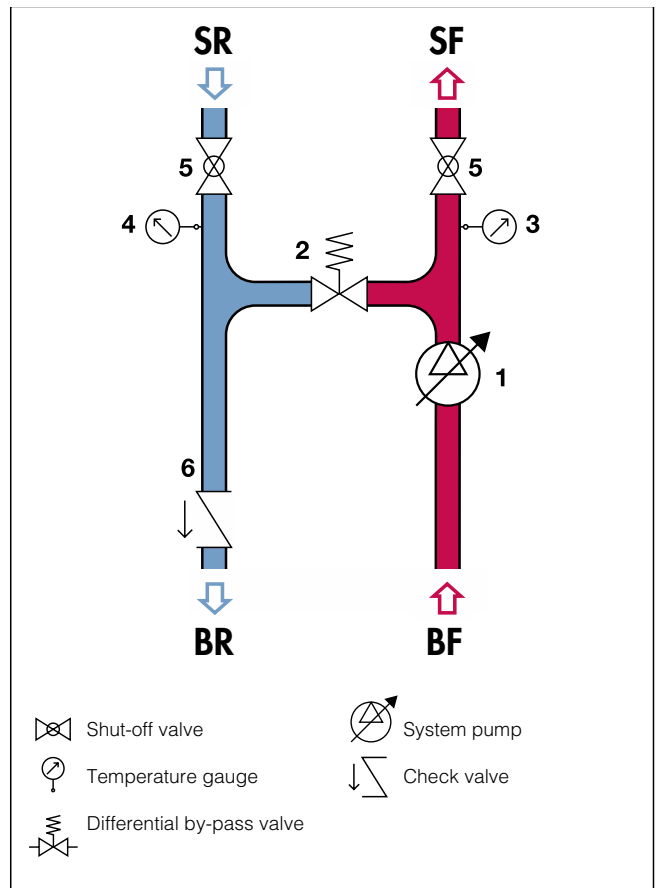 SR SF
5 5
4 3
2
1
6
BR BF
Shut-off valve
System pump
Temperature gauge
Check valve
Differential by-pass valve